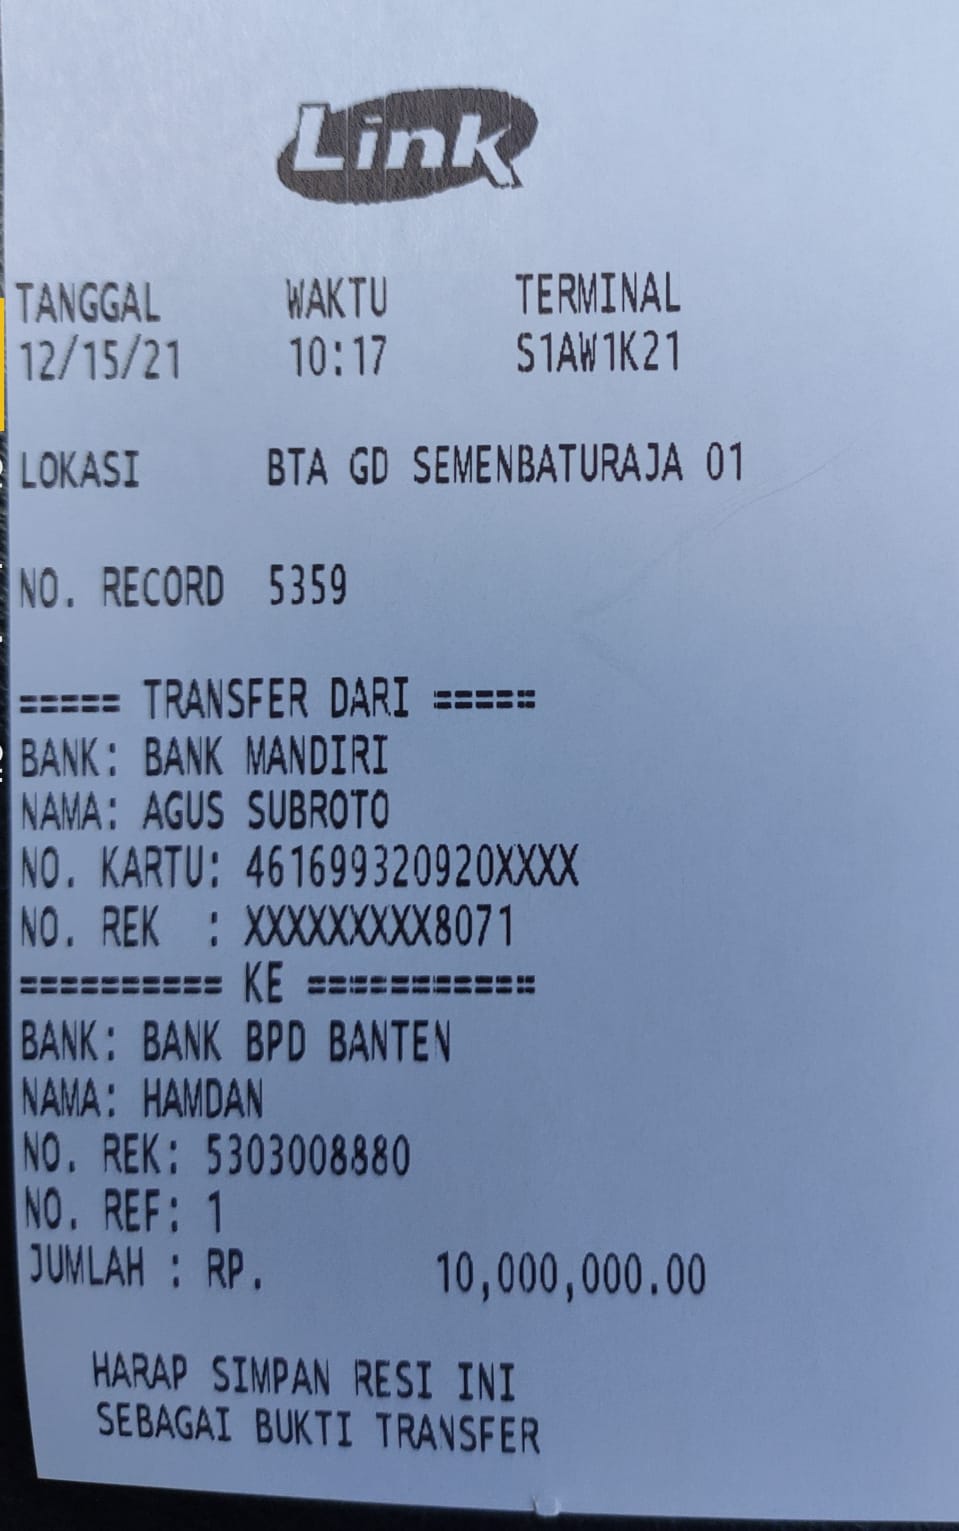 Link
TANGGAL WAKTU TERMINAL
12/15/21 10:17 S1AW1K21
LOKASI BTA GD SEMENBATURAJA 01
NO. RECORD 5359
===== TRANSFER DARI =====
BANK: BANK MANDIRI
NAMA: AGUS SUBROTO
NO. KARTU: 461699320920XXXX
NO. REK : XXXXXXXXX8071
========== KE ===========
BANK: BANK BPD BANTEN
NAMA: HAMDAN
NO. REK: 5303008880
NO. REF: 1
JUMLAH : RP. 10,000,000.00
HARAP SIMPAN RESI INI
SEBAGAI BUKTI TRANSFER